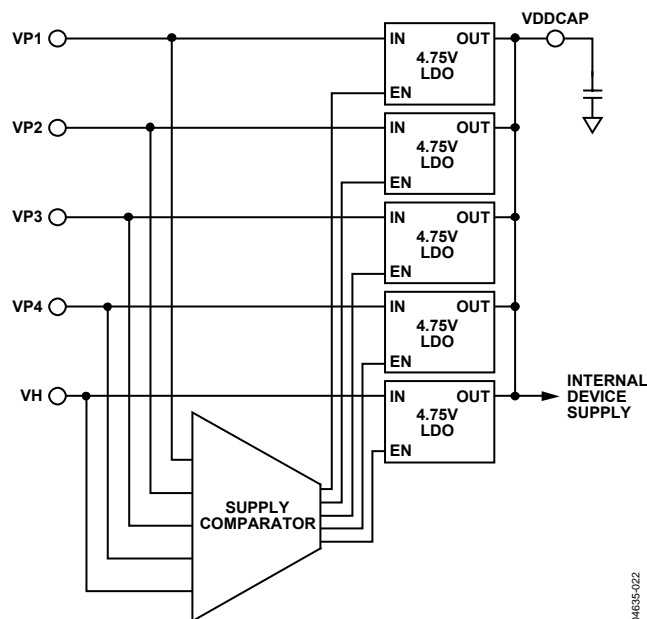 VP1
IN
OUT
4.75V
LDO
EN
VDDCAP
VP2
IN
OUT
4.75V
LDO
EN
VP3
IN
OUT
4.75V
LDO
EN
VP4
IN
OUT
4.75V
LDO
EN
VH
IN
OUT
4.75V
LDO
EN
INTERNAL
DEVICE
SUPPLY
SUPPLY
COMPARATOR
04635-022